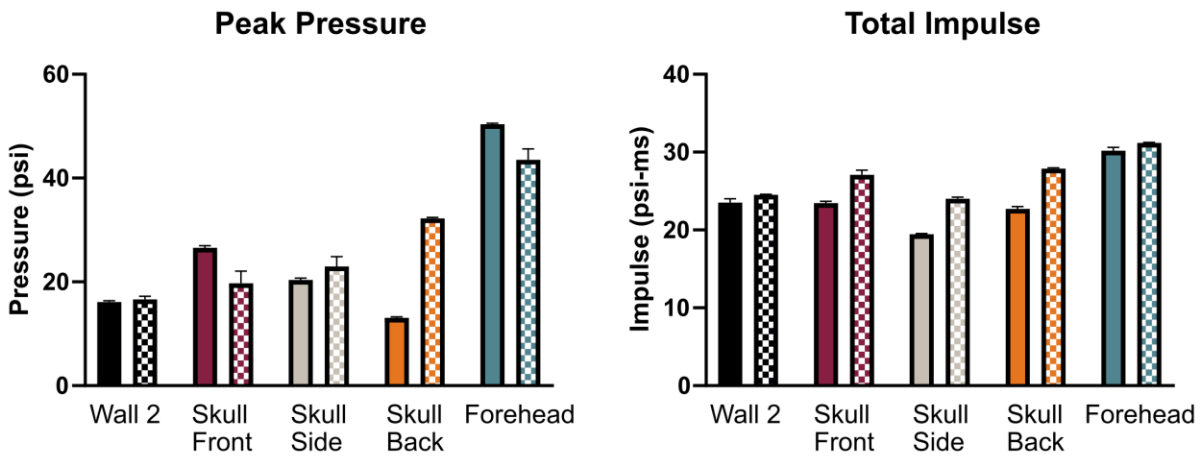 Peak Pressure
Pressure (psi)
60
40
20
0
Wall 2
Skull
Front
Skull
Side
Skull
Back
Forehead
Total Impulse
Impulse (psi-ms)
40
30
20
10
0
Wall 2
Skull
Front
Skull
Side
Skull
Back
Forehead